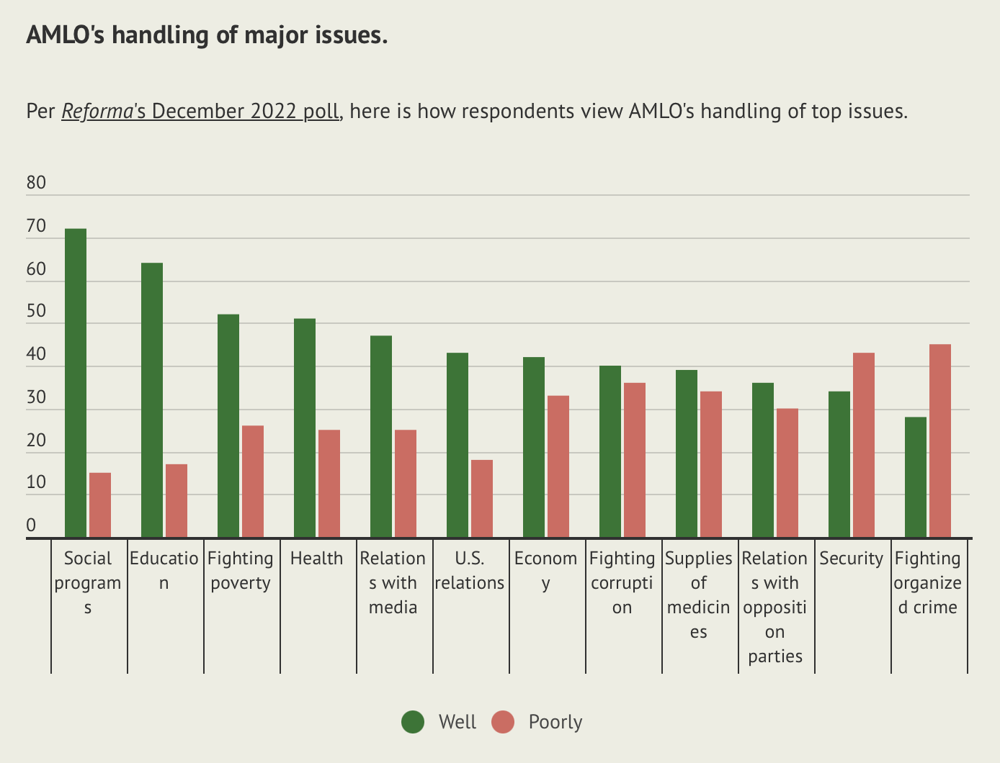 AMLO's handling of major issues.
Per Reforma's December 2022 poll, here is how respondents view AMLO's handling of top issues.
80
70
60
50
40
30
20
10
0
Social
program
s
Educatio
n
Fighting
poverty
Health
Relation
s with
media
U.S.
relations
Econom
y
Fighting
corrupti
on
Supplies
of
medicin
es
Relation
s with
oppositi
on
parties
Security
Fighting
organize
d crime
Well
Poorly